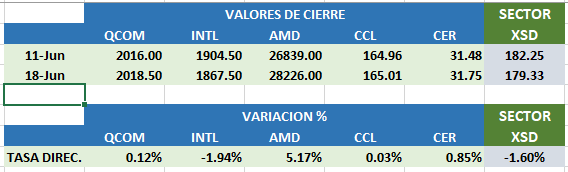 VALORES DE CIERRE SECTOR
QCOM INTL AMD CCL CER XSD
11-Jun 2016.00 1904.50 26839.00 164.96 31.48 182.25
18-Jun 2018.50 1867.50 28226.00 165.01 31.75 179.33
VARIACION % SECTOR
QCOM INTL AMD CCL CER XSD
TASA DIREC. 0.12% -1.94% 5.17% 0.03% 0.85% -1.60%